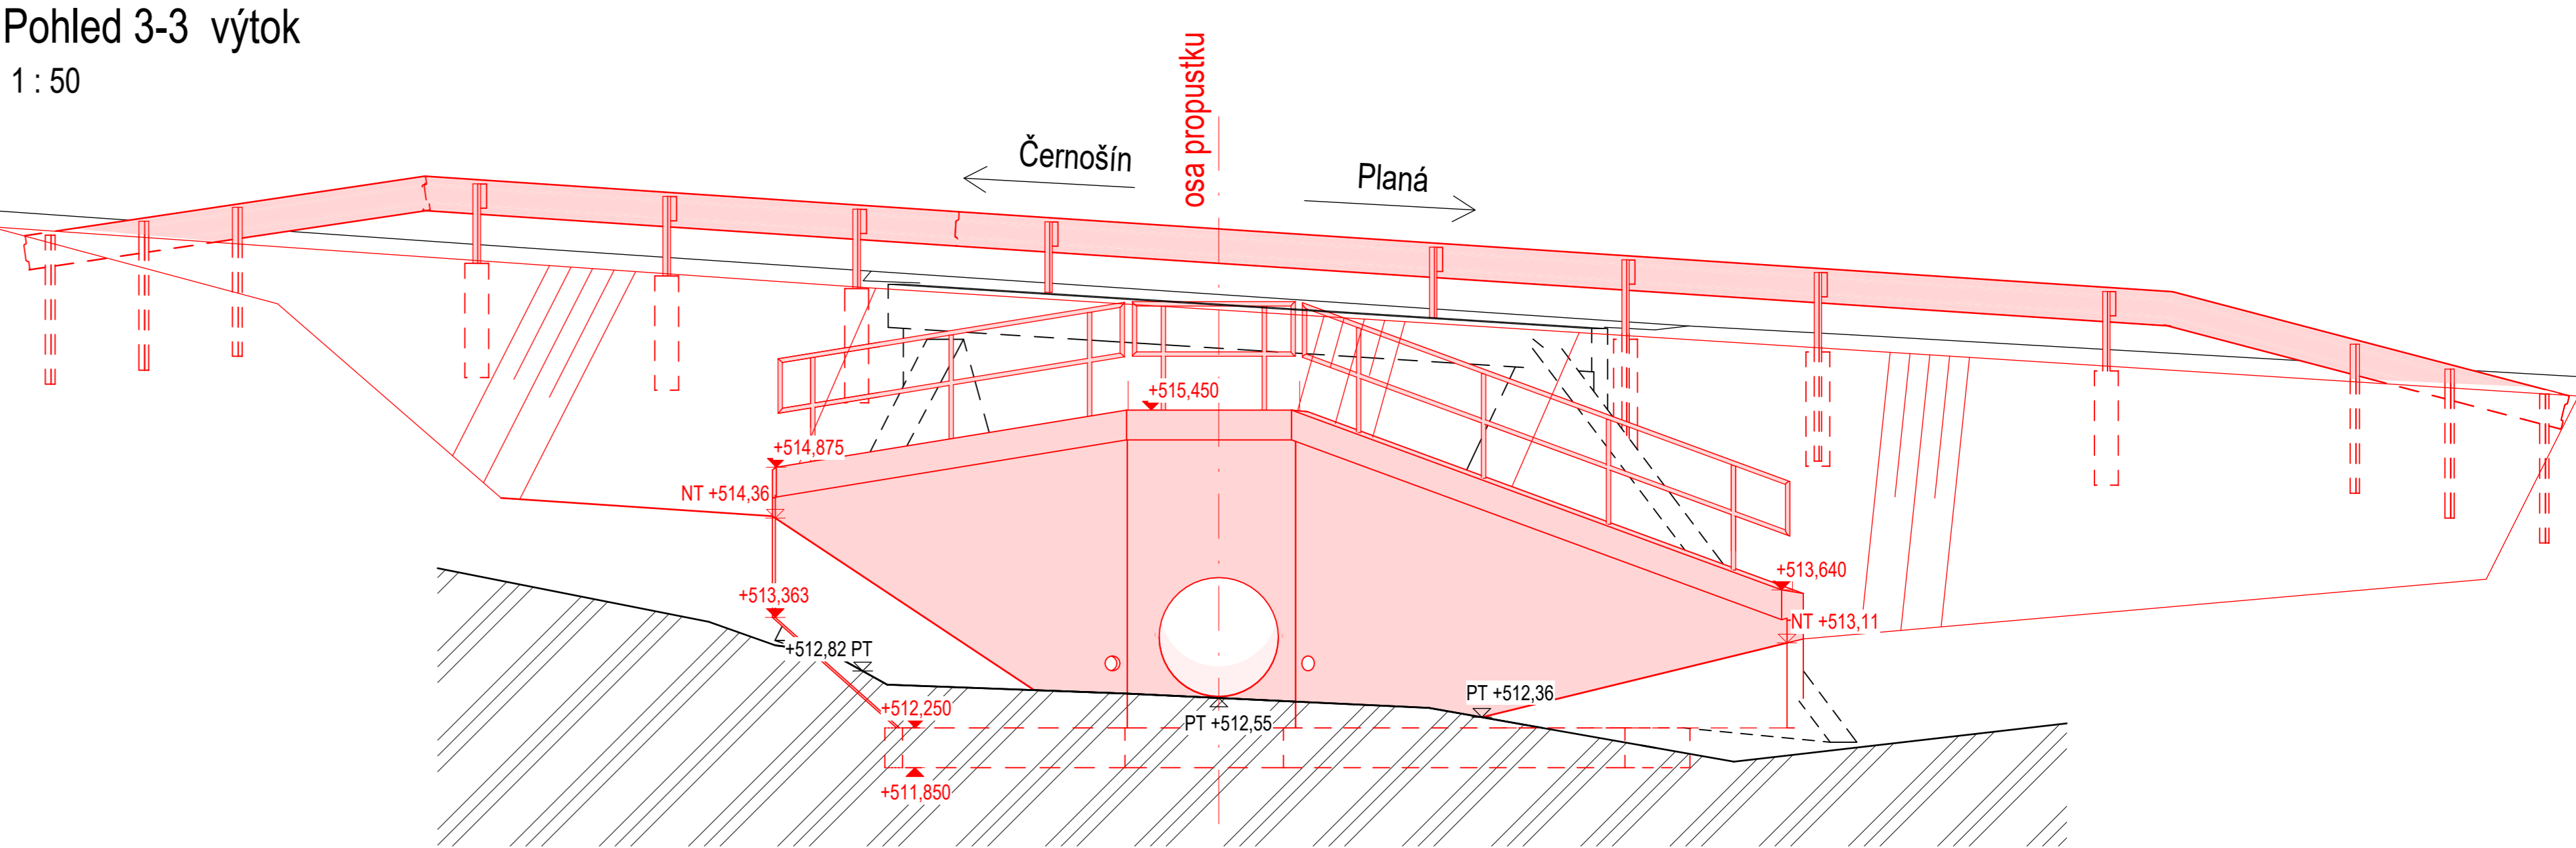 Pohled 3-3 výtok
1 : 50
osa propustku
Černošín
Planá
+515,450
+514,875
NT +514,36
+513,363
+512,82 PT
+512,250
+511,850
PT +512,55
PT +512,36
+513,640
NT +513,11